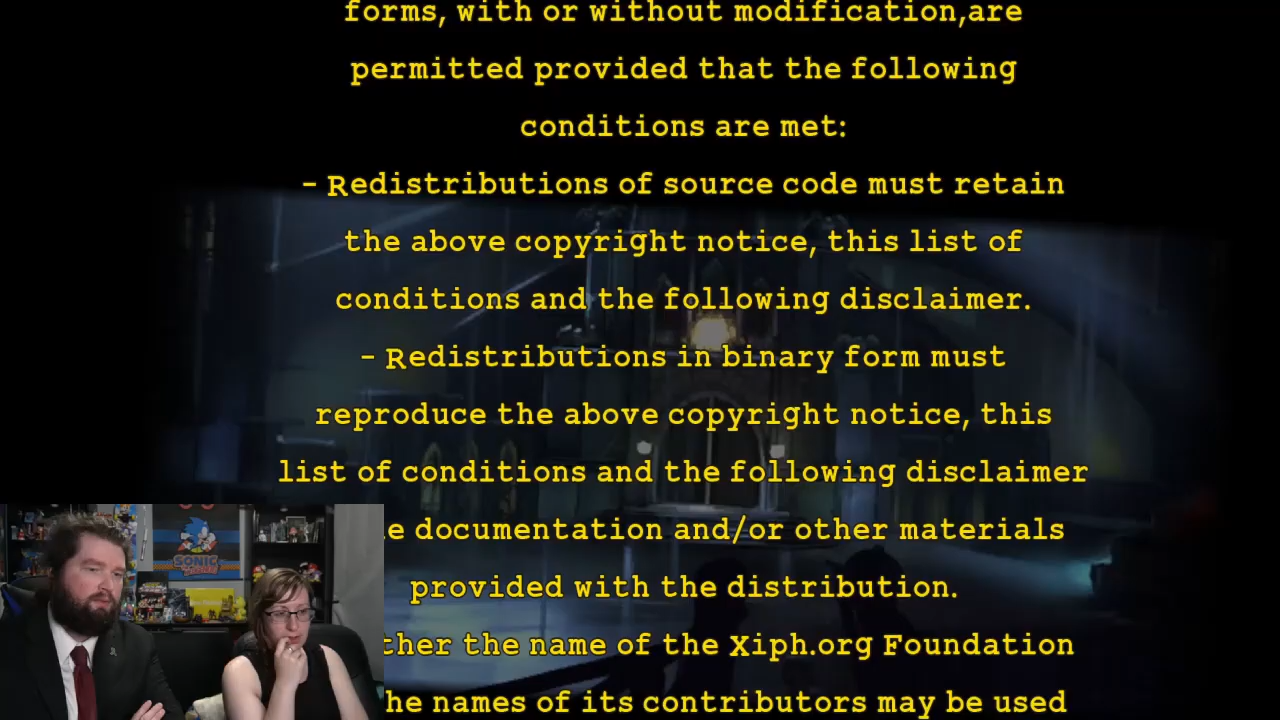 forms, with or without modification,are
permitted provided that the following
conditions are met:
- Redistributions of source code must retain
the above copyright notice, this list of
conditions and the following disclaimer.
- Redistributions in binary form must
reproduce the above copyright notice, this
list of conditions and the following disclaimer
documentation and/or other materials
provided with the distribution.
the name of the Xiph.org Foundation
names of its contributors may be used
SONIC